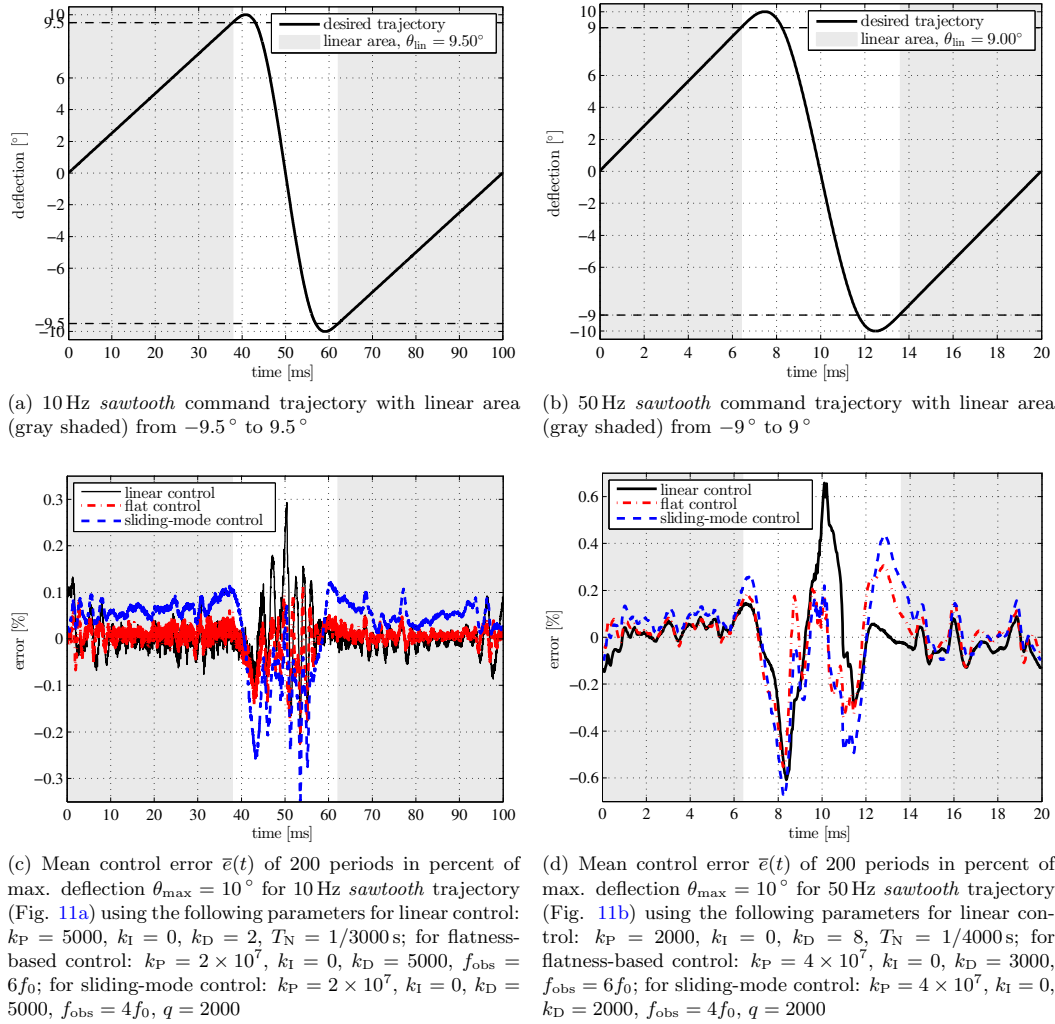 10
9.5
6
4
2
0
−2
−4
−6
−9.5
−10
deflection [°]
0 10 20 30 40 50 60 70 80 90 100
time [ms]
desired trajectory
linear area, θlin = 9.50°
(a) 10 Hz sawtooth command trajectory with linear area
(gray shaded) from −9.5 ° to 9.5 °
10
9
6
4
2
0
−2
−4
−6
−9
−10
deflection [°]
0 2 4 6 8 10 12 14 16 18 20
time [ms]
desired trajectory
linear area, θlin = 9.00°
(b) 50 Hz sawtooth command trajectory with linear area
(gray shaded) from −9 ° to 9 °
0.3
0.2
0.1
0
−0.1
−0.2
−0.3
error [%]
0 10 20 30 40 50 60 70 80 90 100
time [ms]
linear control
flat control
sliding-mode control
(c) Mean control error e̅(t) of 200 periods in percent of
max. deflection θmax = 10 ° for 10 Hz sawtooth trajectory
(Fig. 11a) using the following parameters for linear control:
kP = 5000, kI = 0, kD = 2, TN = 1/3000 s; for flatness-
based control: kP = 2 × 10⁷, kI = 0, kD = 5000, fobs =
6f0; for sliding-mode control: kP = 2 × 10⁷, kI = 0, kD =
5000, fobs = 4f0, q = 2000
0.6
0.4
0.2
0
−0.2
−0.4
−0.6
error [%]
0 2 4 6 8 10 12 14 16 18 20
time [ms]
linear control
flat control
sliding-mode control
(d) Mean control error e̅(t) of 200 periods in percent of
max. deflection θmax = 10 ° for 50 Hz sawtooth trajectory
(Fig. 11b) using the following parameters for linear con-
trol: kP = 2000, kI = 0, kD = 8, TN = 1/4000 s; for
flatness-based control: kP = 4 × 10⁷, kI = 0, kD = 3000,
fobs = 6f0; for sliding-mode control: kP = 4 × 10⁷, kI = 0,
kD = 2000, fobs = 4f0, q = 2000